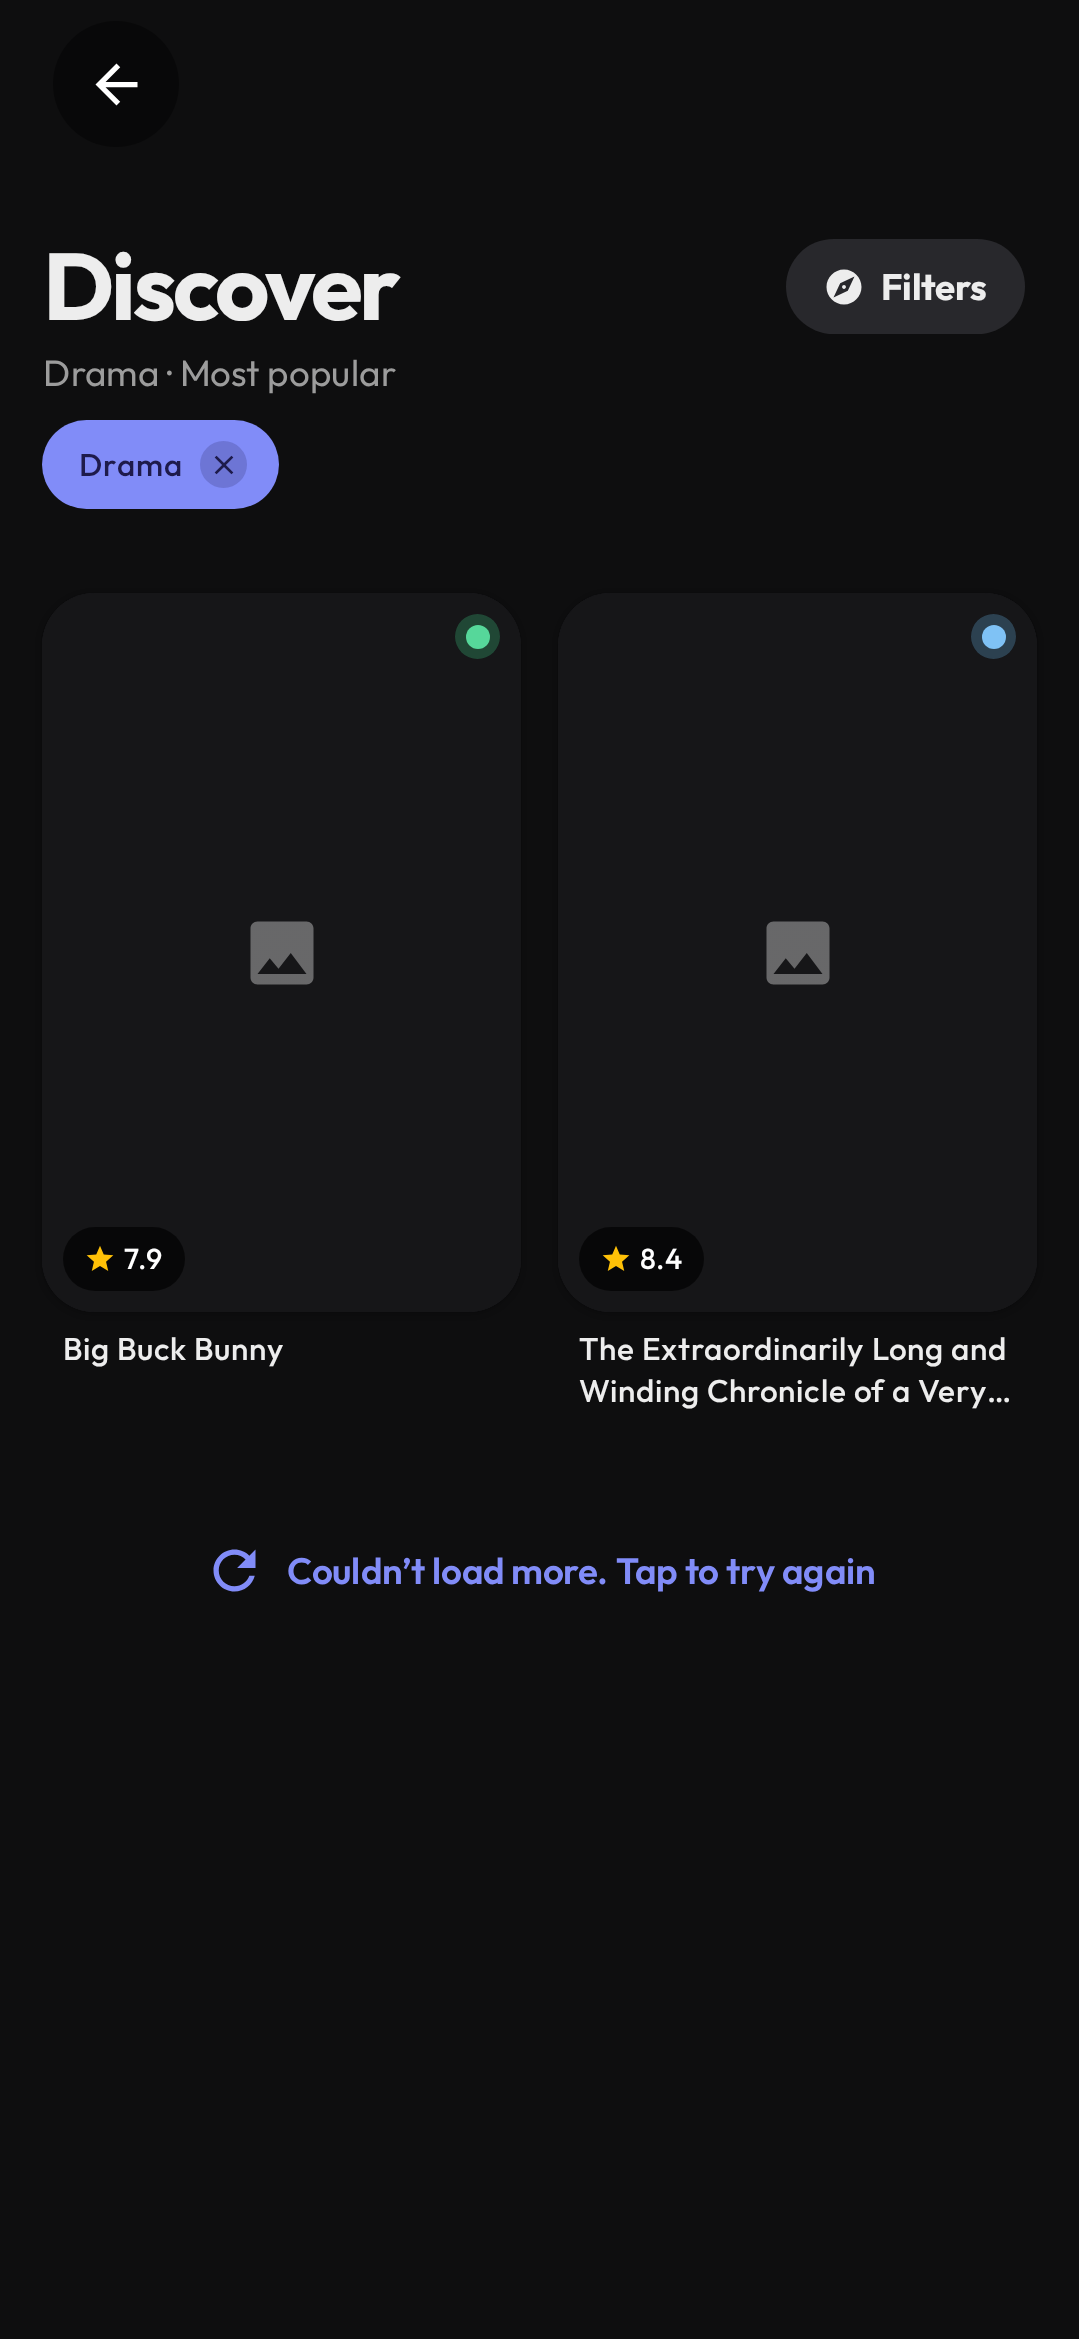 Discover
Filters
Drama · Most popular
Drama
7.9
8.4
Big Buck Bunny
The Extraordinarily Long and
Winding Chronicle of a Very…
Couldn’t load more. Tap to try again